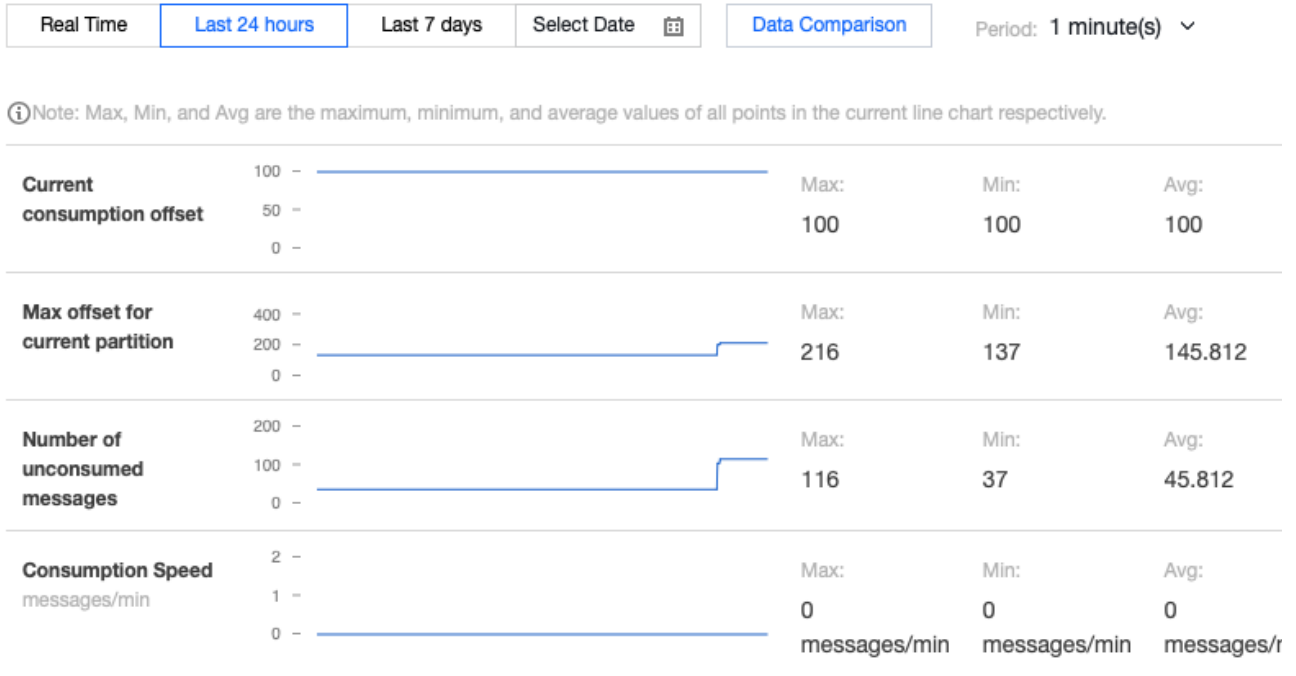 Real Time Last 24 hours Last 7 days Select Date Data Comparison Period: 1 minute(s)
Note: Max, Min, and Avg are the maximum, minimum, and average values of all points in the current line chart respectively.
Current
consumption offset
100
50
0
Max: Min: Avg:
100 100 100
Max offset for
current partition
400
200
0
Max: Min: Avg:
216 137 145.812
Number of
unconsumed
messages
200
100
0
Max: Min: Avg:
116 37 45.812
Consumption Speed
messages/min
2
1
0
Max: Min: Avg:
0 0 0
messages/min messages/min messages/r